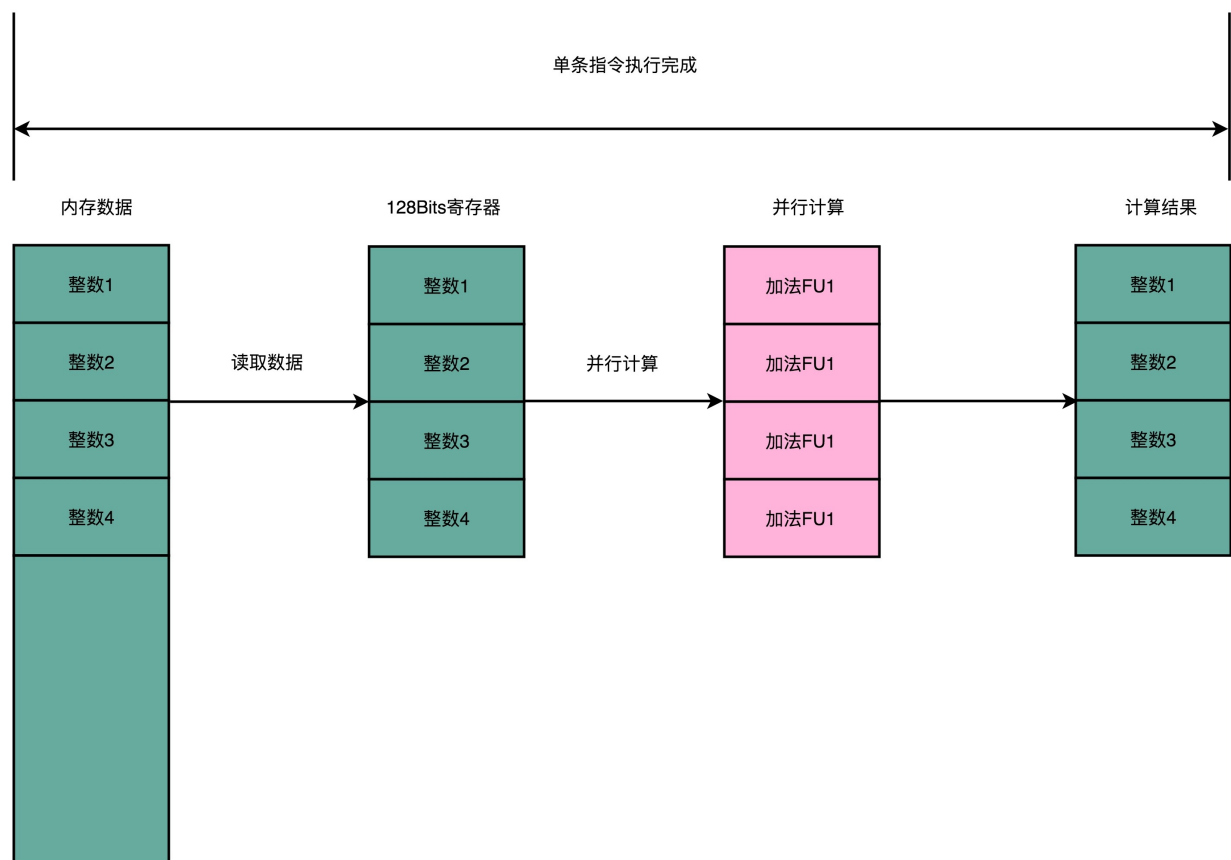 单条指令执行完成
内存数据
128Bits寄存器
并行计算
计算结果
整数1
整数1
加法FU1
整数1
整数2
读取数据
整数2
并行计算
加法FU1
整数2
整数3
整数3
加法FU1
整数3
整数4
整数4
加法FU1
整数4